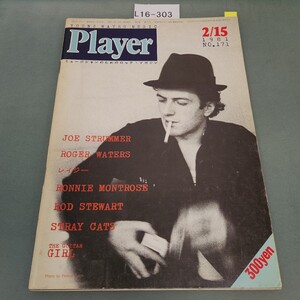 L16-303
Player
2/15
1981
NO.171
JOE STRUMMER
ROGER WATERS
レイジー
RONNIE MONTROSE
ROD STEWART
STRAY CATS
THE GUITAR
GIRL
300yen